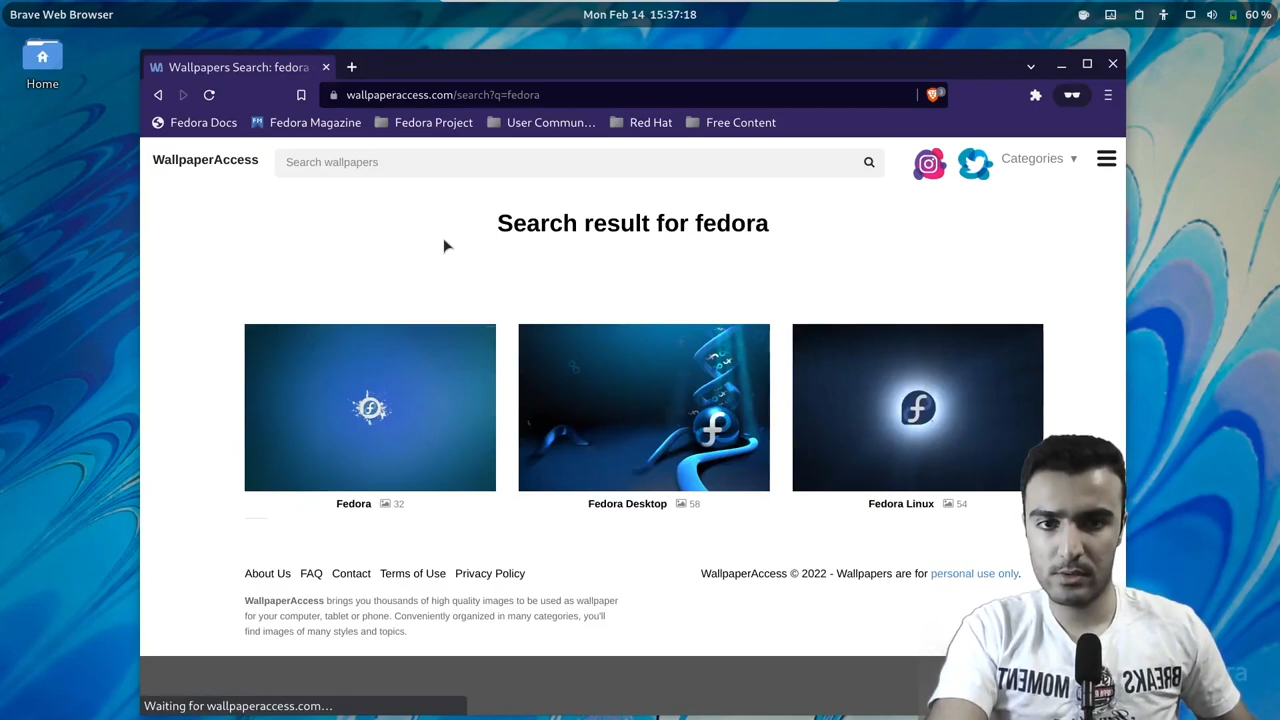 Brave Web Browser
Mon Feb 14 15:37:18
60 %
Home
Wallpapers Search: fedora
wallpaperaccess.com/search?q=fedora
3
Fedora Docs
Fedora Magazine
Fedora Project
User Commun…
Red Hat
Free Content
WallpaperAccess
Search wallpapers
Categories ▾
Search result for fedora
Fedora 32
Fedora Desktop 58
Fedora Linux 54
About Us FAQ Contact Terms of Use Privacy Policy
WallpaperAccess © 2022 - Wallpapers are for personal use only.
WallpaperAccess brings you thousands of high quality images to be used as wallpaper
for your computer, tablet or phone. Conveniently organized in many categories, you'll
find images of many styles and topics.
Waiting for wallpaperaccess.com…
MOMENT
BREAKS